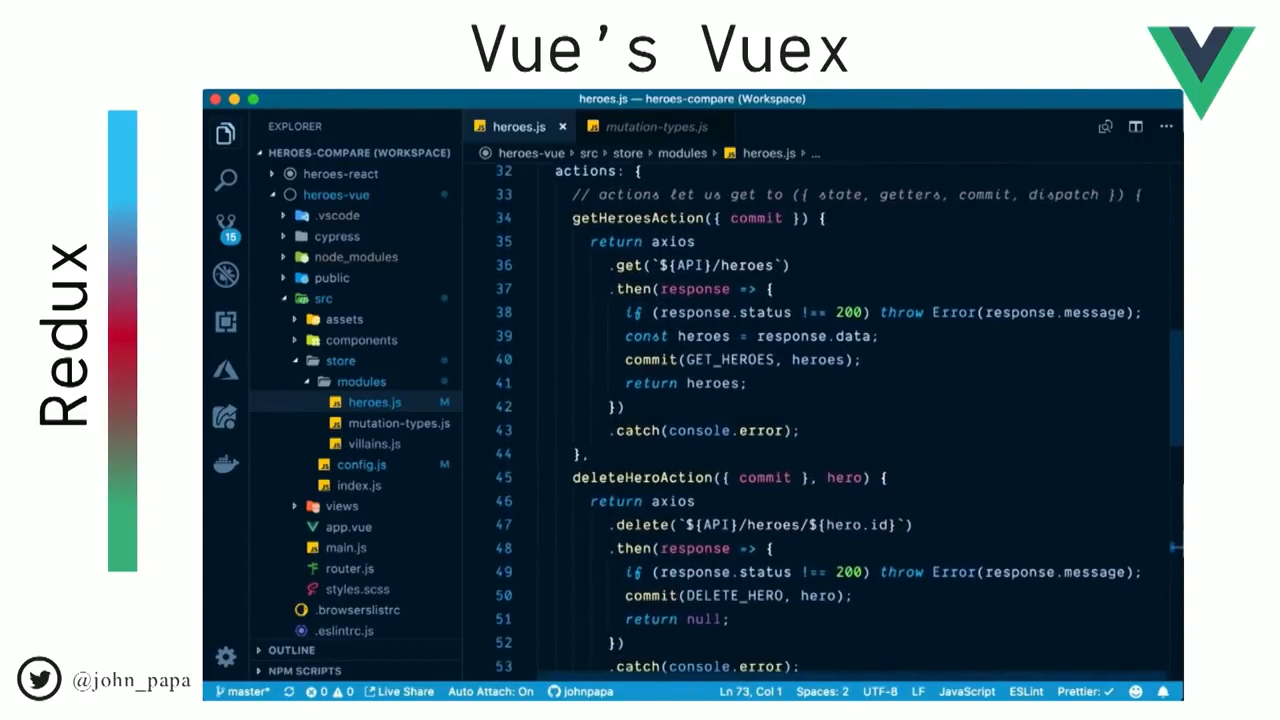 Vue's Vuex
Redux
@john_papa
heroes.js — heroes-compare (Workspace)
EXPLORER
HEROES-COMPARE (WORKSPACE)
heroes-react
heroes-vue
.vscode
cypress
node_modules
public
src
assets
components
store
modules
heroes.js M
mutation-types.js
villains.js
config.js M
index.js
views
app.vue
main.js
router.js
styles.scss
.browserslistrc
.eslintrc.js
OUTLINE
NPM SCRIPTS
15
heroes.js × mutation-types.js
heroes-vue › src › store › modules › heroes.js › ...
32 actions: {
33 // actions let us get to ({ state, getters, commit, dispatch }) {
34 getHeroesAction({ commit }) {
35 return axios
36 .get(`${API}/heroes`)
37 .then(response => {
38 if (response.status !== 200) throw Error(response.message);
39 const heroes = response.data;
40 commit(GET_HEROES, heroes);
41 return heroes;
42 })
43 .catch(console.error);
44 },
45 deleteHeroAction({ commit }, hero) {
46 return axios
47 .delete(`${API}/heroes/${hero.id}`)
48 .then(response => {
49 if (response.status !== 200) throw Error(response.message);
50 commit(DELETE_HERO, hero);
51 return null;
52 })
53 .catch(console.error);
master* 0 0 Live Share Auto Attach: On johnpapa Ln 73, Col 1 Spaces: 2 UTF-8 LF JavaScript ESLint Prettier: ✓